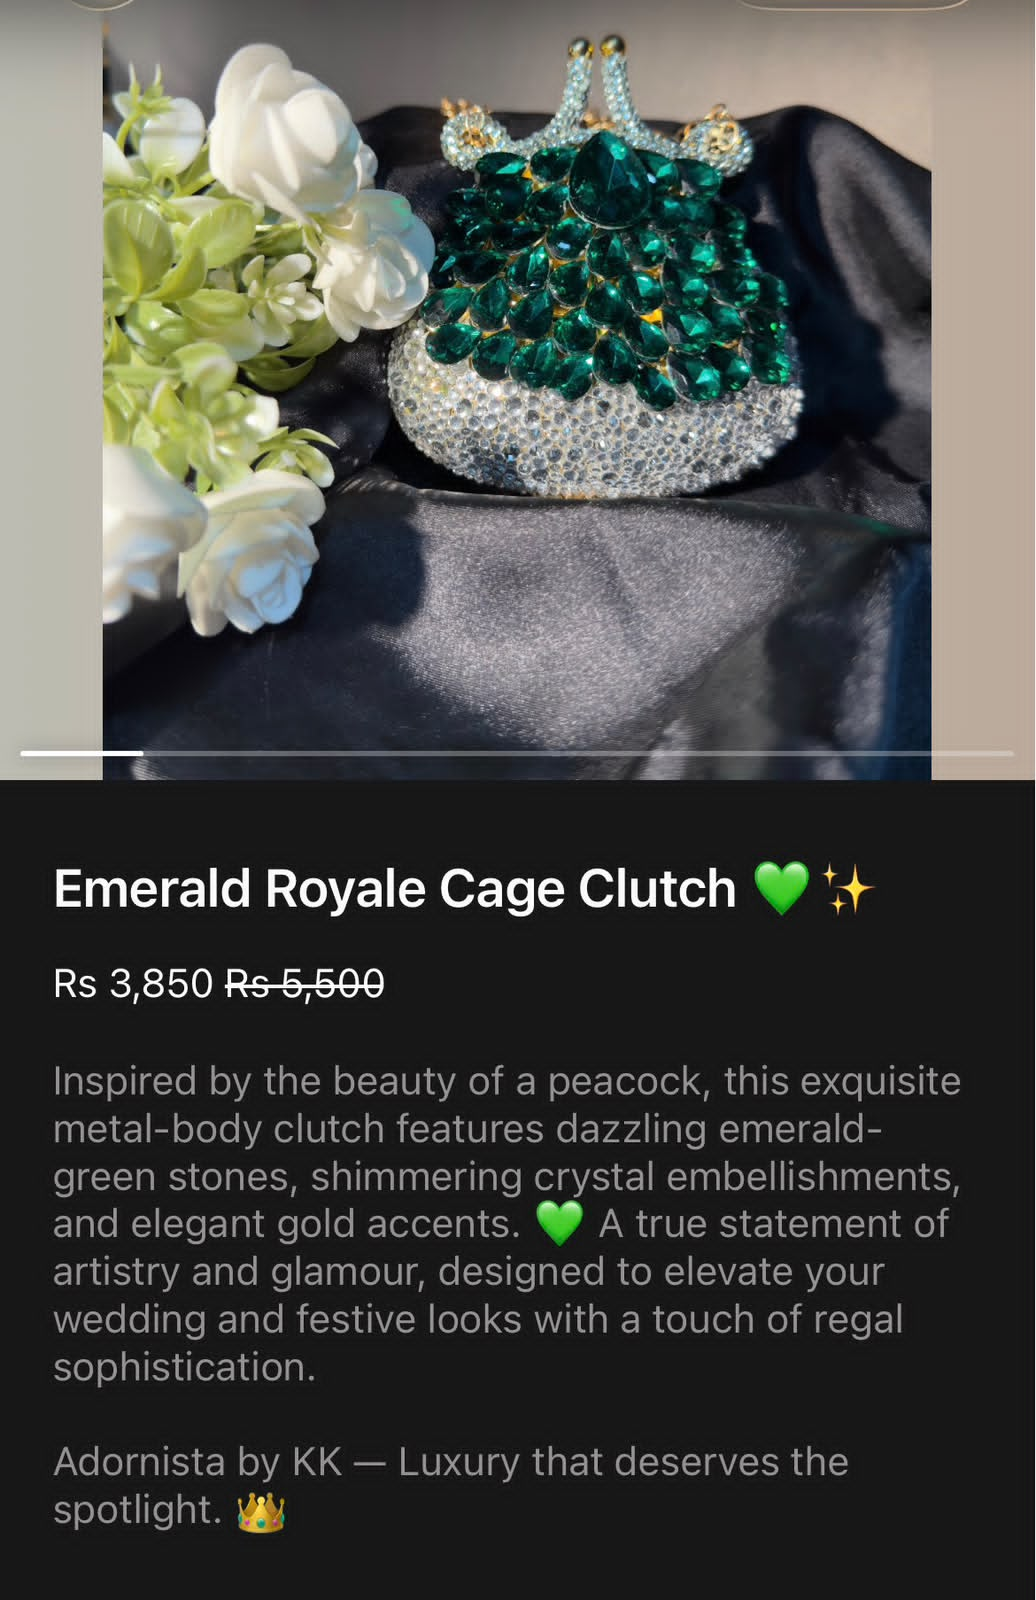 Emerald Royale Cage Clutch 💚✨
Rs 3,850 Rs 5,500
Inspired by the beauty of a peacock, this exquisite
metal-body clutch features dazzling emerald-
green stones, shimmering crystal embellishments,
and elegant gold accents. 💚 A true statement of
artistry and glamour, designed to elevate your
wedding and festive looks with a touch of regal
sophistication.
Adornista by KK — Luxury that deserves the
spotlight. 👑